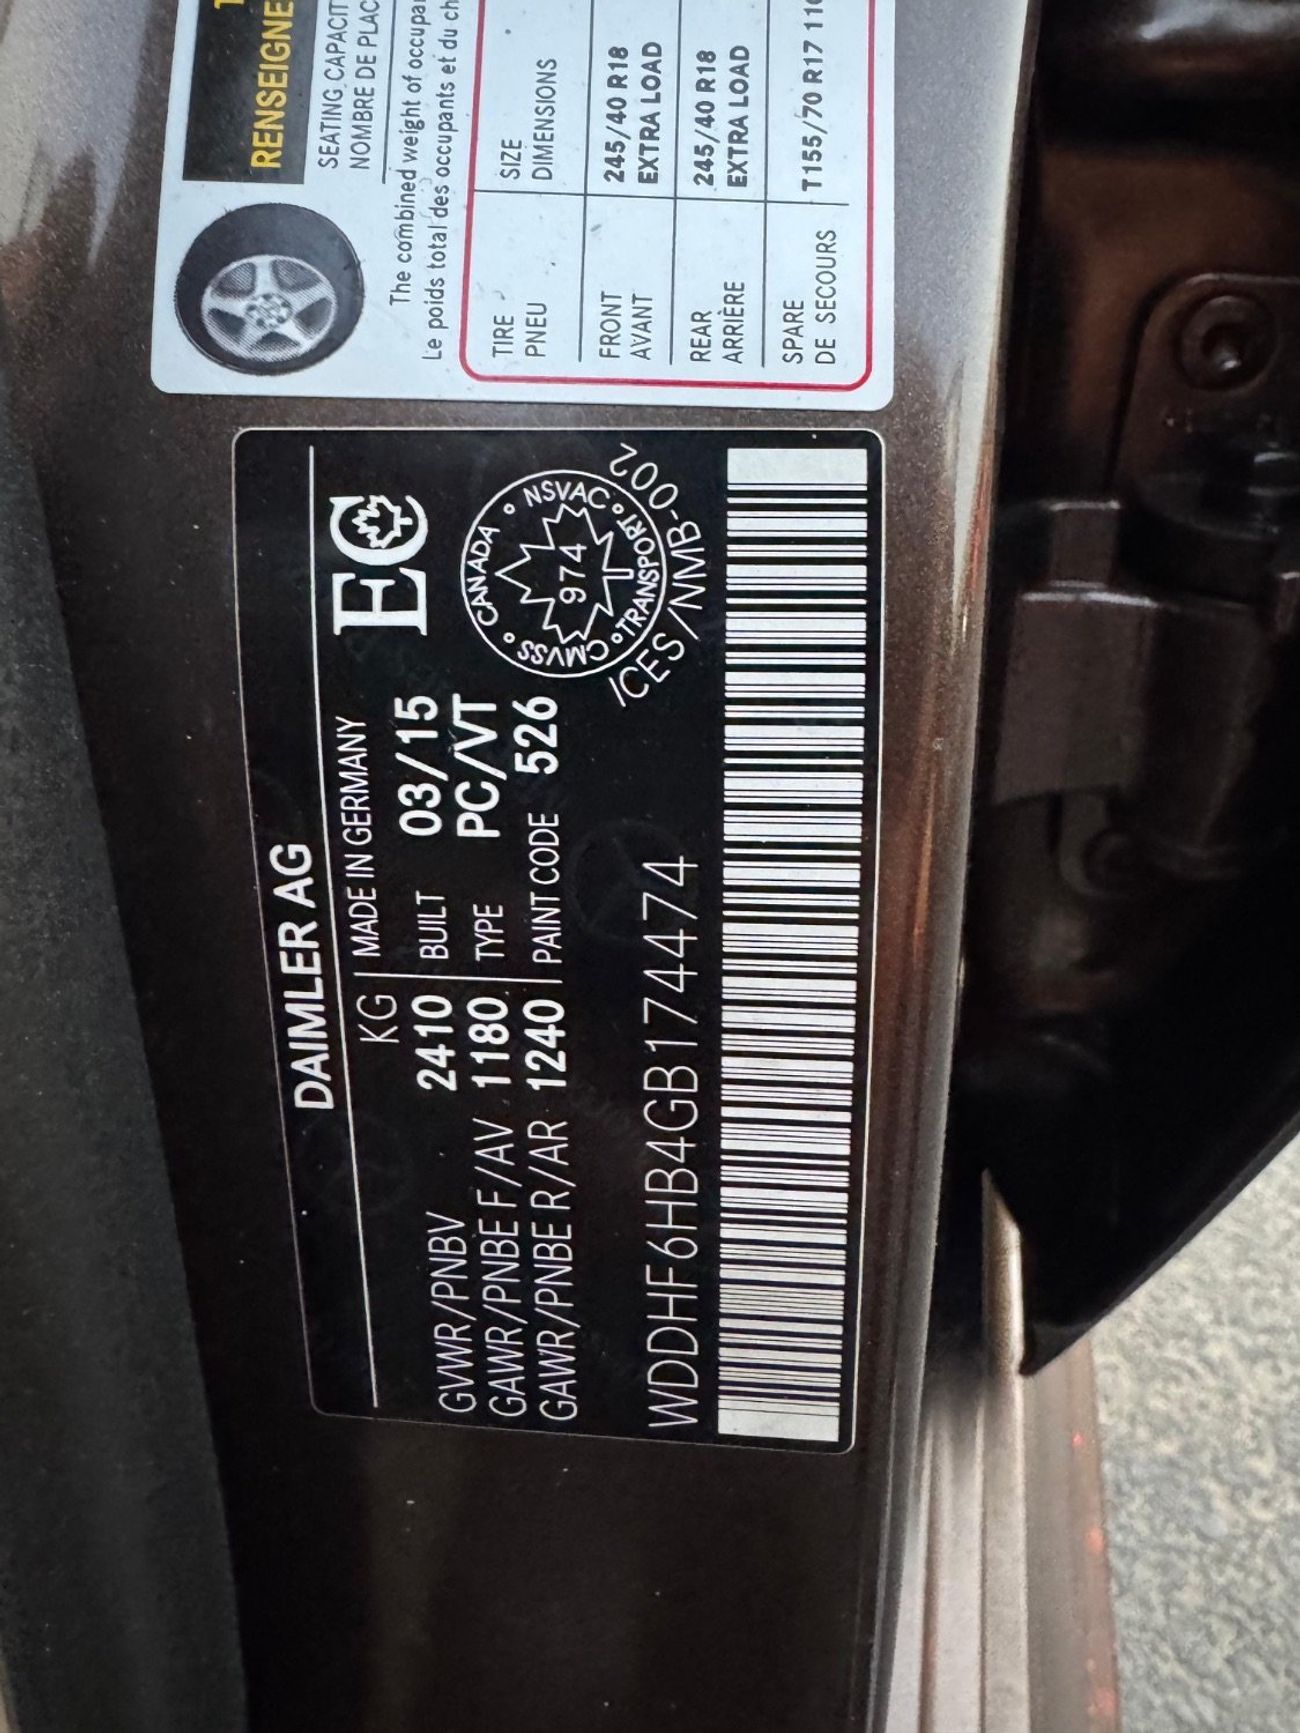 RENSEIGNE
SEATING CAPACIT
NOMBRE DE PLAC
The combined weight of occupa
Le poids total des occupants et du ch
TIRE SIZE
PNEU DIMENSIONS
FRONT 245/40 R18
AVANT EXTRA LOAD
REAR 245/40 R18
ARRIÈRE EXTRA LOAD
SPARE T155/70 R17 110
DE SECOURS
DAIMLER AG
KG MADE IN GERMANY
GVWR/PNBV 2410 BUILT 03/15
GAWR/PNBE F/AV 1180 TYPE PC/VT
GAWR/PNBE R/AR 1240 PAINT CODE 526
EC
CANADA NSVAC
974
CMVSS TRANSPORT
ICES/NMB-002
WDDHF6HB4GB174474